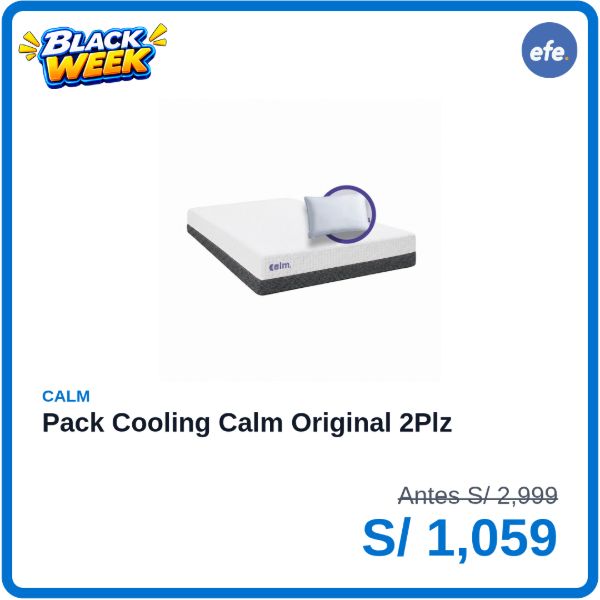 BLACK
WEEK
efe.
Calm.
CALM
Pack Cooling Calm Original 2Plz
Antes S/ 2,999
S/ 1,059